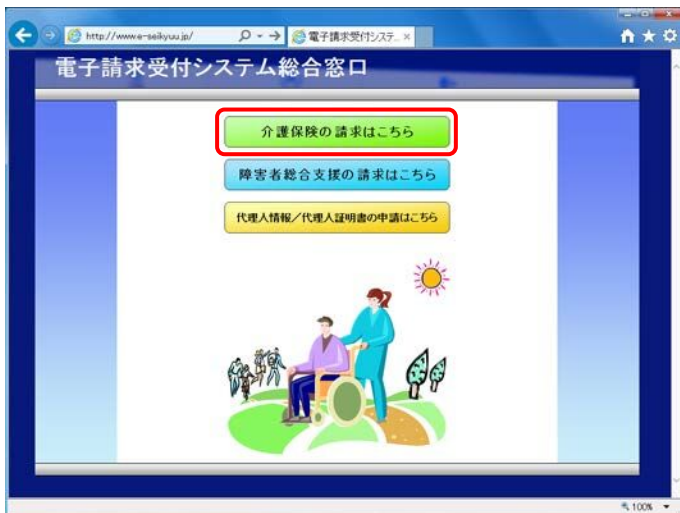 http://www.e-seikyuu.jp/
電子請求受付システ...
電子請求受付システム総合窓口
介護保険の請求はこちら
障害者総合支援の請求はこちら
代理人情報／代理人証明書の申請はこちら
100%